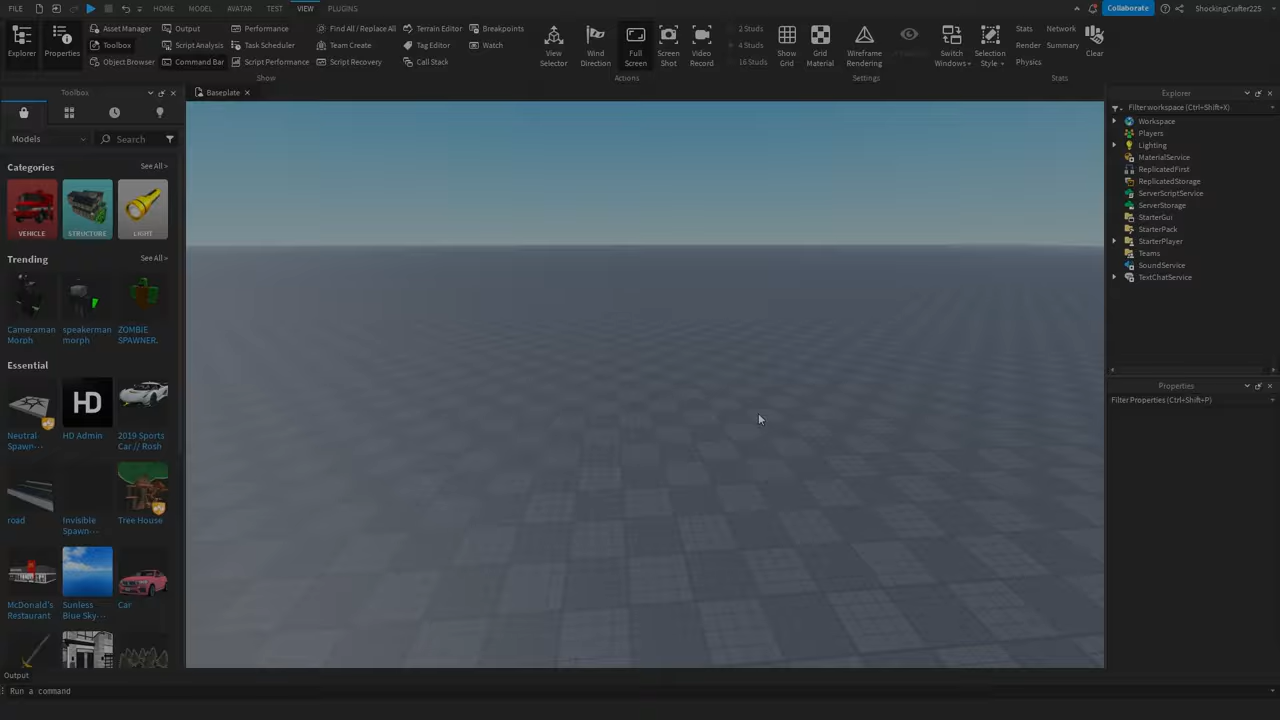 FILE
HOME
MODEL
AVATAR
TEST
VIEW
PLUGINS
Collaborate
ShockingCrafter225
Explorer
Properties
Asset Manager
Toolbox
Object Browser
Output
Script Analysis
Command Bar
Performance
Task Scheduler
Script Performance
Find All / Replace All
Team Create
Script Recovery
Terrain Editor
Tag Editor
Call Stack
Breakpoints
Watch
Show
View
Selector
Wind
Direction
Full
Screen
Screen
Shot
Video
Record
Actions
2 Studs
4 Studs
16 Studs
Show
Grid
Grid
Material
Wireframe
Rendering
Switch
Windows
Selection
Style
Settings
Stats
Render
Physics
Network
Summary
Clear
Stats
Toolbox
Models
Search
Categories
See All >
VEHICLE
STRUCTURE
LIGHT
Trending
See All >
Cameraman
Morph
speakerman
morph
ZOMBIE
SPAWNER.
Essential
Neutral
Spawn...
HD
HD Admin
2019 Sports
Car // Rosh
road
Invisible
Spawn...
Tree House
McDonald's
Restaurant
Sunless
Blue Sky...
Car
Baseplate
Explorer
Filter workspace (Ctrl+Shift+X)
Workspace
Players
Lighting
MaterialService
ReplicatedFirst
ReplicatedStorage
ServerScriptService
ServerStorage
StarterGui
StarterPack
StarterPlayer
Teams
SoundService
TextChatService
Properties
Filter Properties (Ctrl+Shift+P)
Output
Run a command